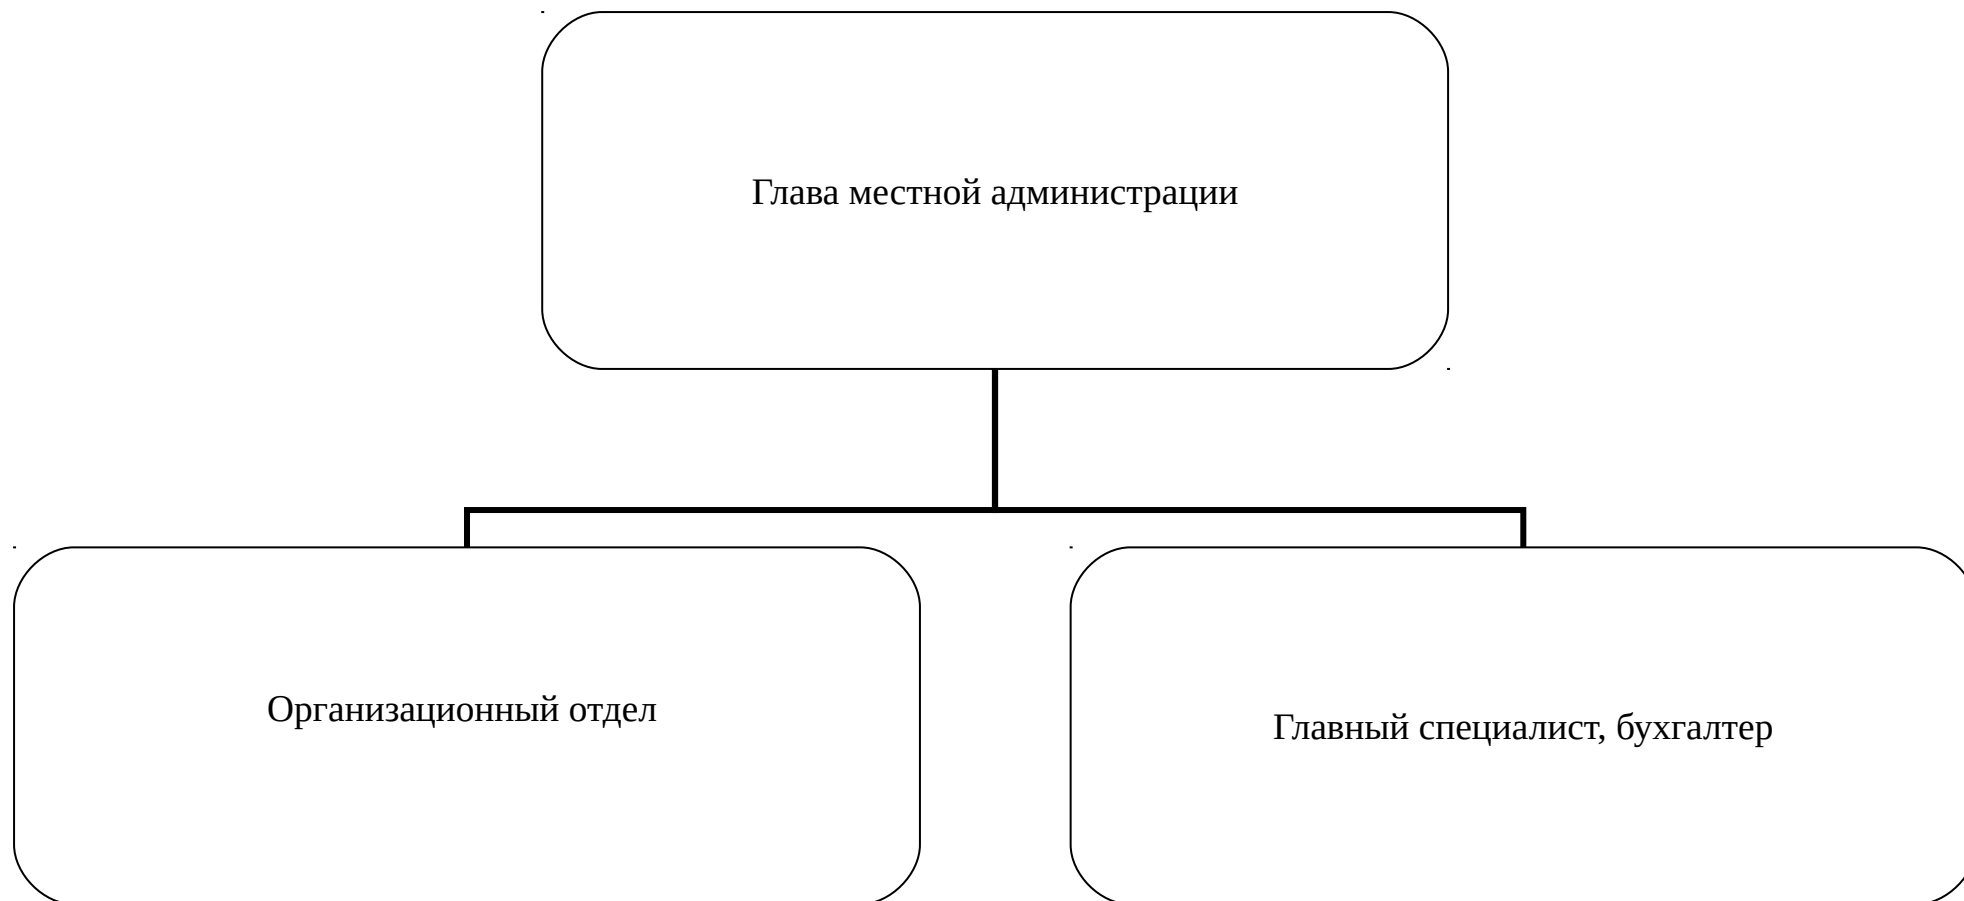 Глава местной администрации
Организационный отдел
Главный специалист, бухгалтер